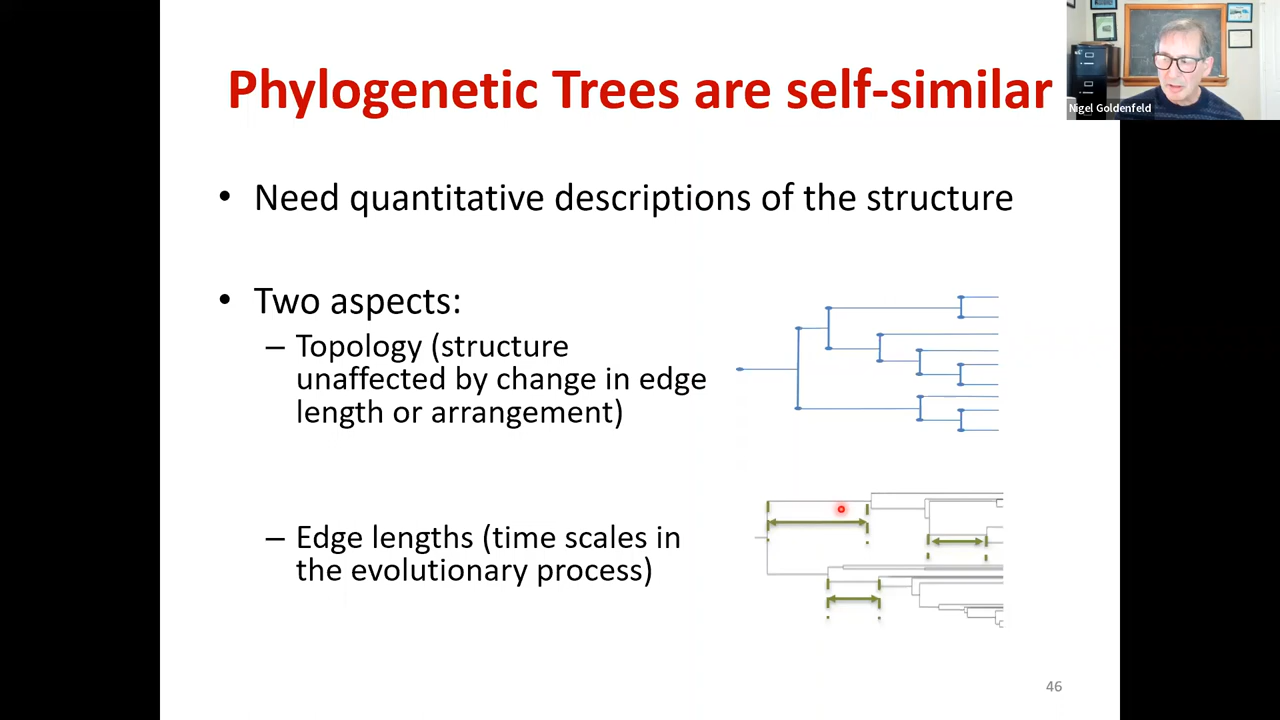 Phylogenetic Trees are self-similar
Nigel Goldenfeld
• Need quantitative descriptions of the structure
• Two aspects:
– Topology (structure
unaffected by change in edge
length or arrangement)
– Edge lengths (time scales in
the evolutionary process)
46